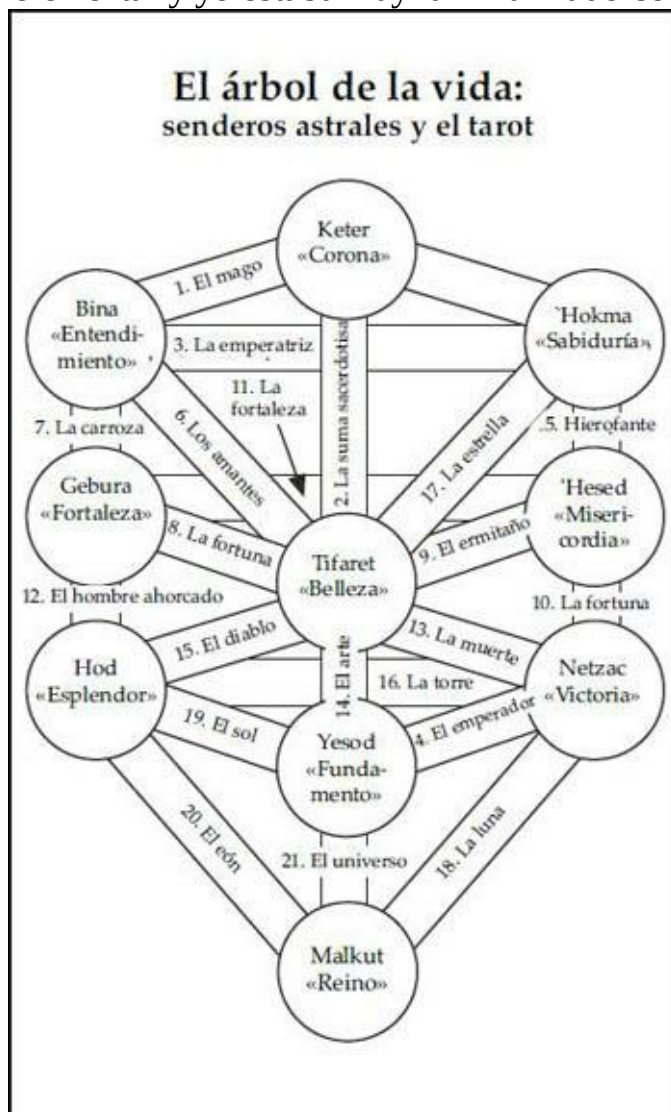 El árbol de la vida:
senderos astrales y el tarot
Keter
«Corona»
1. El mago
Bina
«Entendi-
miento»
'Hokma
«Sabiduría»,
3. La emperatriz
2. La suma sacerdotisa
11. La
fortaleza
7. La carroza
6. Los amantes
17. La estrella
.5. Hierofante
Gebura
«Fortaleza»
'Hesed
«Miseri-
cordia»
8. La fortuna
9. El ermitaño
Tifaret
«Belleza»
12. El hombre ahorcado
10. La fortuna
15. El diablo
13. La muerte
Hod
«Esplendor»
14. El arte
16. La torre
Netzac
«Victoria»
19. El sol
4. El emperador
Yesod
«Funda-
mento»
20. El eón
21. El universo
18. La luna
Malkut
«Reino»